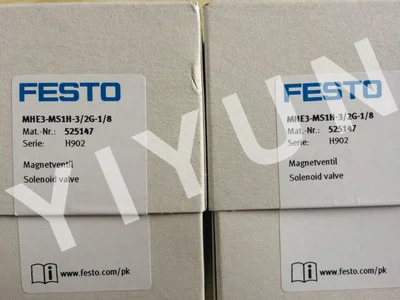 FESTO
MHE3-MS1H-3/2G-1/8
Mat.-Nr.: 525147
Serie: H902
Magnetventil
Solenoid valve
www.festo.com/pk
FESTO
MHE3-MS1H-3/2G-1/8
Mat.-Nr.: 525147
Serie: H902
Magnetventil
Solenoid valve
www.festo.com/pk
YIYUN